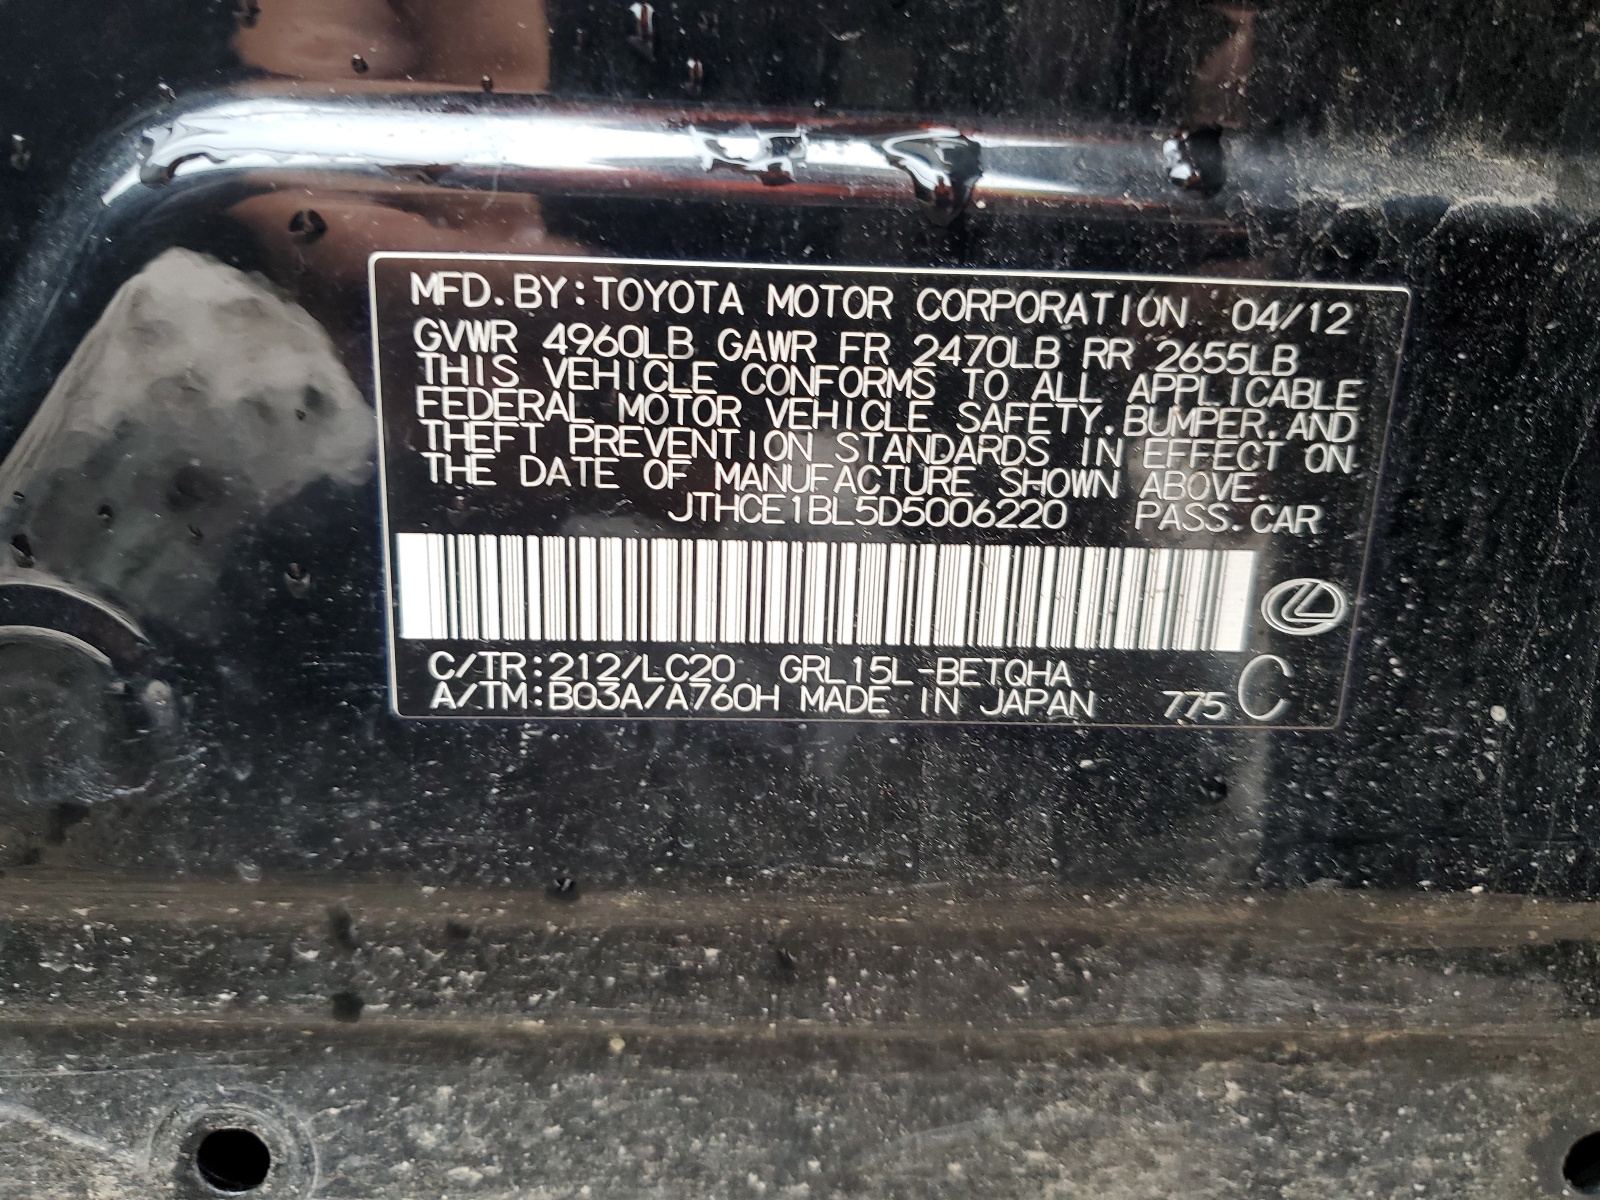 MFD.BY:TOYOTA MOTOR CORPORATION 04/12
GVWR 4960LB GAWR FR 2470LB RR 2655LB
THIS VEHICLE CONFORMS TO ALL APPLICABLE
FEDERAL MOTOR VEHICLE SAFETY,BUMPER,AND
THEFT PREVENTION STANDARDS IN EFFECT ON
THE DATE OF MANUFACTURE SHOWN ABOVE.
JTHCE1BL5D5006220 PASS.CAR
C/TR:212/LC20 GRL15L-BETQHA
A/TM:B03A/A760H MADE IN JAPAN 775 C